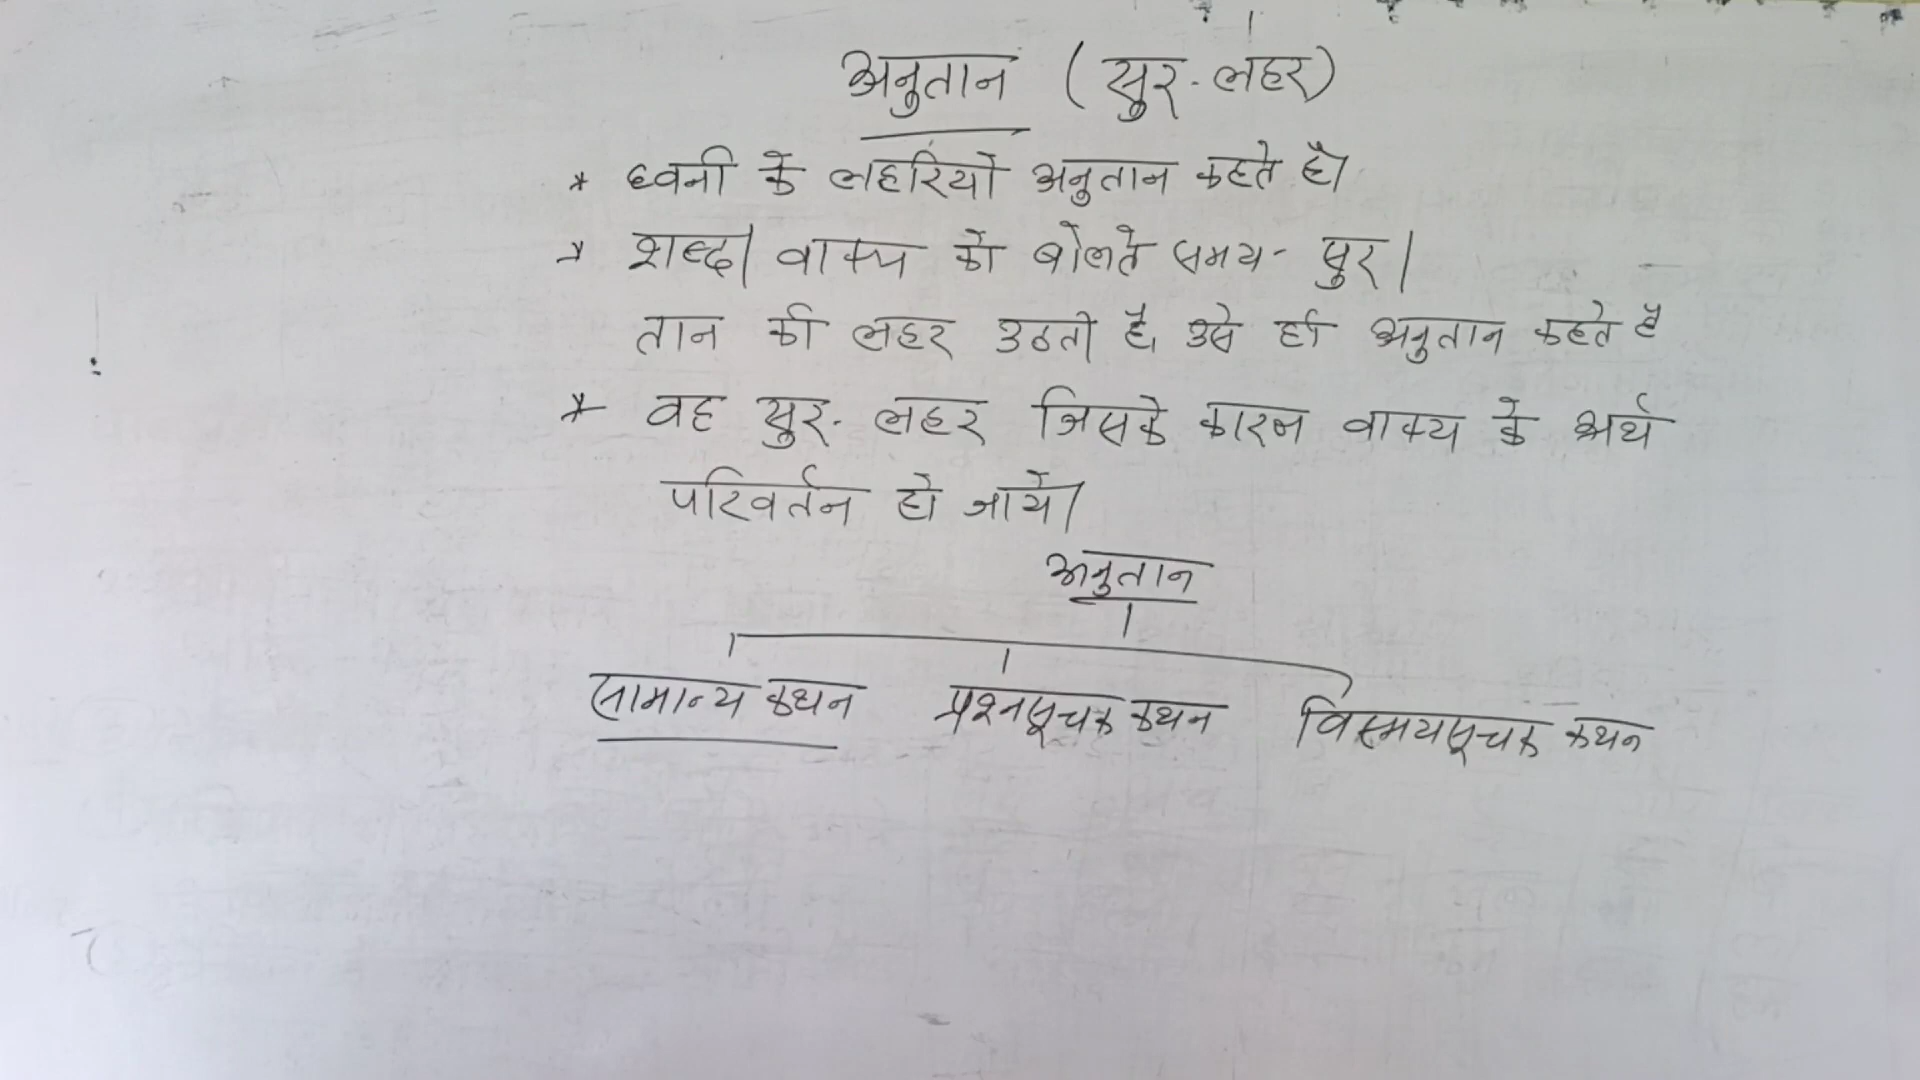 अनुतान (सुर-लहर)
* ध्वनी के लहरियों अनुतान कहते है।
* शब्द/ वाक्य को बोलते समय- सुर/
तान की लहर उठती है, उसे ही अनुतान कहते है
* वह सुर-लहर जिसके कारन वाक्य के अर्थ
परिवर्तन हो जाये।
अनुतान
सामान्य कथन प्रश्नसूचक कथन विस्मयसूचक कथन